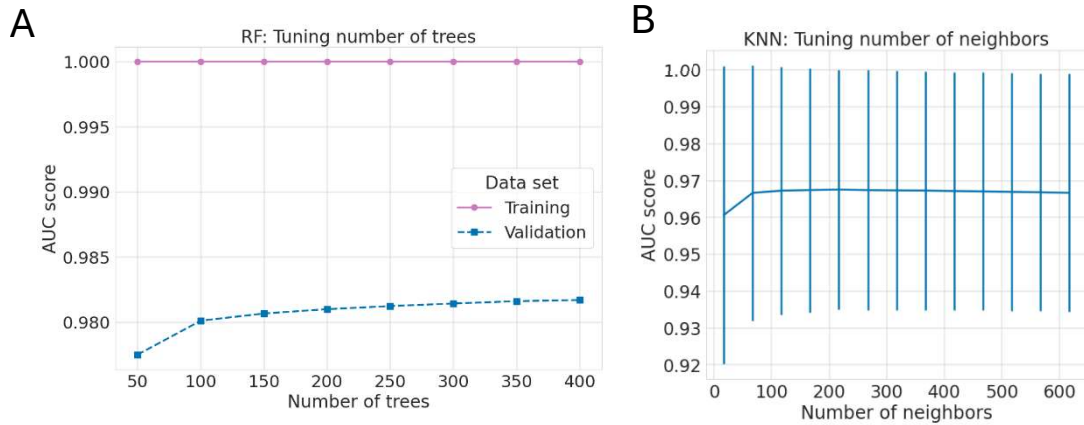 A
RF: Tuning number of trees
AUC score
1.000
0.995
0.990
0.985
0.980
Data set
Training
Validation
50 100 150 200 250 300 350 400
Number of trees
B
KNN: Tuning number of neighbors
AUC score
1.00
0.99
0.98
0.97
0.96
0.95
0.94
0.93
0.92
0 100 200 300 400 500 600
Number of neighbors